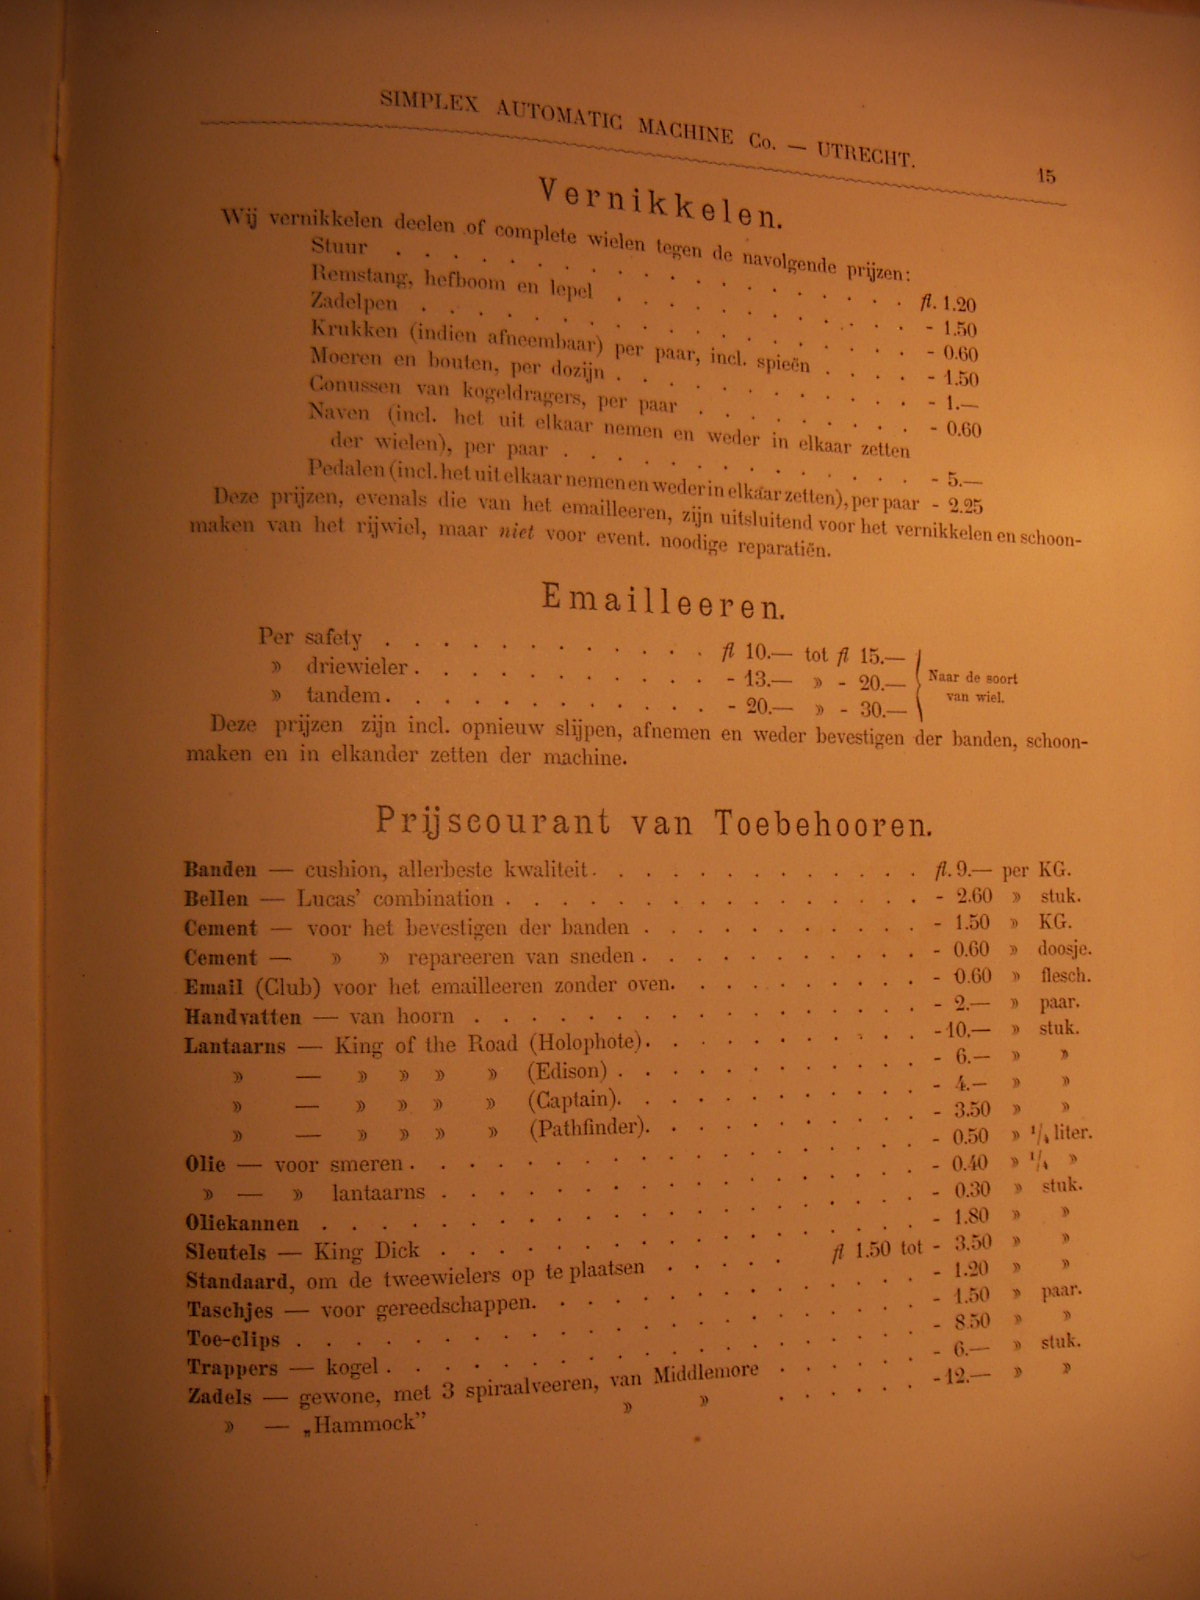 SIMPLEX AUTOMATIC MACHINE Co. — UTRECHT. 15
Vernikkelen.
Wij vernikkelen deelen of complete wielen tegen de navolgende prijzen:
Stuur . . . . . . . . . . . . . . . . . . fl. 1.20
Remstang, hefboom en lepel . . . . . . . . . . . - 1.50
Zadelpen . . . . . . . . . . . . . . . . . . - 0.60
Krukken (indien afneembaar) per paar, incl. spieën . . . . - 1.50
Moeren en bouten, per dozijn . . . . . . . . . . . - 1.—
Conussen van kogeldragers, per paar . . . . . . . . . - 0.60
Naven (incl. het uit elkaar nemen en weder in elkaar zetten
der wielen), per paar . . . . . . . . . . . . . - 5.—
Pedalen (incl. het uit elkaar nemen en weder in elkaar zetten), per paar - 2.25
Deze prijzen, evenals die van het emailleeren, zijn uitsluitend voor het vernikkelen en schoon-
maken van het rijwiel, maar niet voor event. noodige reparatiën.
Emailleeren.
Per safety . . . . . . . . . . . . fl 10.— tot fl 15.—
» driewieler . . . . . . . . . . . - 13.— » - 20.— Naar de soort
» tandem . . . . . . . . . . . . - 20.— » - 30.— van wiel.
Deze prijzen zijn incl. opnieuw slijpen, afnemen en weder bevestigen der banden, schoon-
maken en in elkander zetten der machine.
Prijscourant van Toebehooren.
Banden — cushion, allerbeste kwaliteit . . . . . . . . . . . . fl. 9.— per KG.
Bellen — Lucas' combination . . . . . . . . . . . . . . . - 2.60 » stuk.
Cement — voor het bevestigen der banden . . . . . . . . . . - 1.50 » KG.
Cement — » » repareeren van sneden . . . . . . . . . . - 0.60 » doosje.
Email (Club) voor het emailleeren zonder oven. . . . . . . . . . - 0.60 » flesch.
Handvatten — van hoorn . . . . . . . . . . . . . . . . - 2.— » paar.
Lantaarns — King of the Road (Holophote). . . . . . . . . . . - 10.— » stuk.
» — » » » » (Edison) . . . . . . . . . . . - 6.— » »
» — » » » » (Captain). . . . . . . . . . . - 4.— » »
» — » » » » (Pathfinder). . . . . . . . . . - 3.50 » »
Olie — voor smeren . . . . . . . . . . . . . . . . . . - 0.50 » 1/4 liter.
» — » lantaarns . . . . . . . . . . . . . . . . . - 0.40 » 1/4 »
Oliekannen . . . . . . . . . . . . . . . . . . . . . - 0.30 » stuk.
Sleutels — King Dick . . . . . . . . . . . . . . . . . - 1.80 » »
Standaard, om de tweewielers op te plaatsen . . . . . fl 1.50 tot - 3.50 » »
Taschjes — voor gereedschappen. . . . . . . . . . . . . . - 1.20 » »
Toe-clips . . . . . . . . . . . . . . . . . . . . . . - 1.50 » paar.
Trappers — kogel . . . . . . . . . . . . . . . . . . . - 8.50 » »
Zadels — gewone, met 3 spiraalveeren, van Middlemore . . . . . - 6.— » stuk.
» — „Hammock” » » . . . . . - 12.— » »